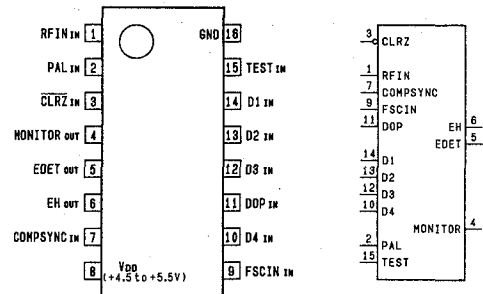 RFIN IN 1
PAL IN 2
CLRZ IN 3
MONITOR OUT 4
EDET OUT 5
EH OUT 6
COMPSYNC IN 7
8 VDD
(+4.5 to +5.5V)
GND 16
15 TEST IN
14 D1 IN
13 D2 IN
12 D3 IN
11 DOP IN
10 D4 IN
9 FSCIN IN
3 CLRZ
1 RFIN
7 COMPSYNC
9 FSCIN
11 DOP
14 D1
13 D2
12 D3
10 D4
2 PAL
15 TEST
EH 6
EDET 5
MONITOR 4